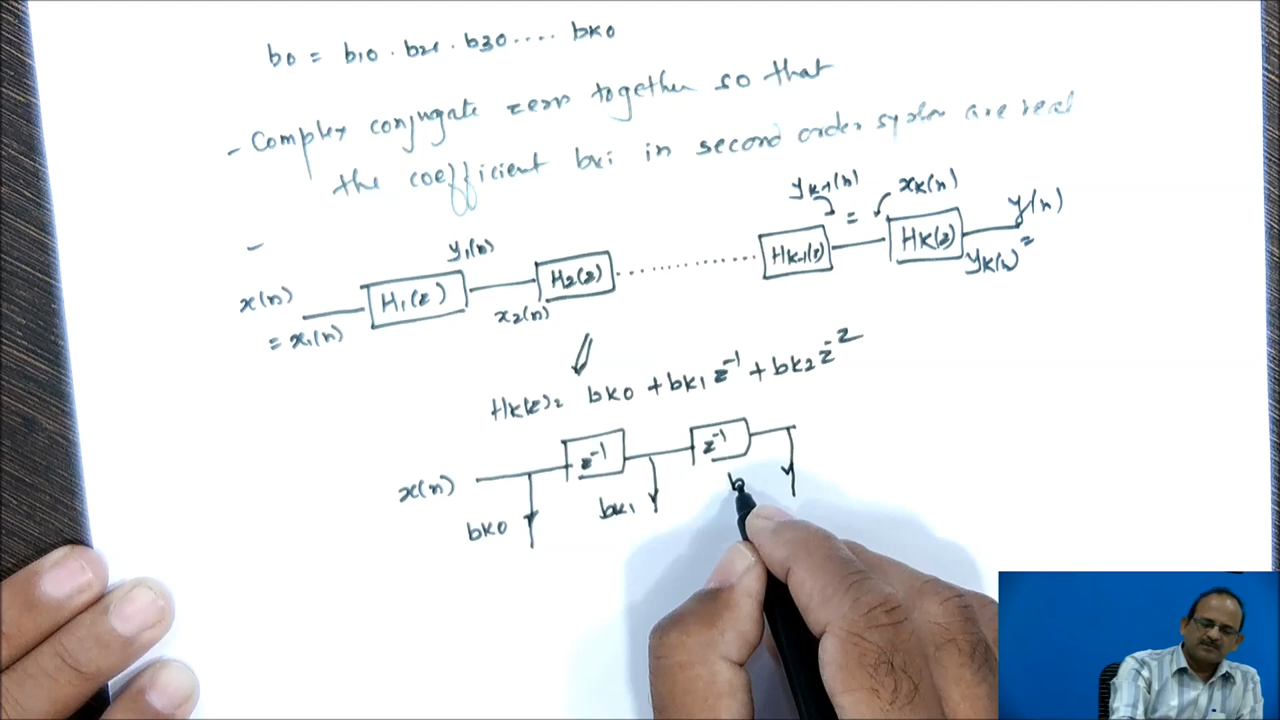 b0 = b10 . b20 . b30 .... bK0
- Complex conjugate zero together so that
the coefficient bki in second order system are real
-
x(n) = x1(n) H1(z) y1(n) x2(n) H2(z) ........... HK-1(z) yK-1(n) = xK(n) HK(z) y(n) = yK(n)
HK(z) = bK0 + bK1 z^-1 + bK2 z^-2
x(n) z^-1 z^-1
bK0 bK1 b